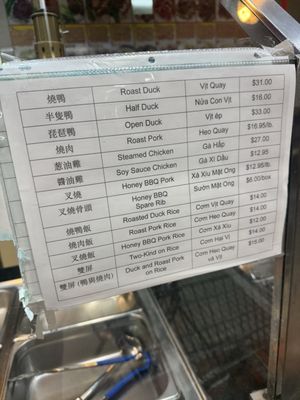 燒鴨 Roast Duck Vịt Quay $31.00
半隻鴨 Half Duck Nửa Con Vịt $16.00
琵琶鴨 Open Duck Vịt ép $33.00
燒肉 Roast Pork Heo Quay $16.95/lb.
葱油雞 Steamed Chicken Gà Hấp $27.00
醬油雞 Soy Sauce Chicken Gà Xì Dầu $12.95
叉燒 Honey BBQ Pork Xá Xíu Mật Ong $12.95/lb.
叉燒骨頭 Honey BBQ Spare Rib Sườn Mật Ong $6.00/box
燒鴨飯 Roasted Duck Rice Cơm Vịt Quay $14.00
燒肉飯 Roast Pork Rice Cơm Heo Quay $14.00
叉燒飯 Honey BBQ Pork Rice Cơm Xá Xíu $12.00
雙屏 Two-Kind on Rice Cơm Hai Vị $14.00
雙屏 (鴨與燒肉) Duck and Roast Pork on Rice Cơm Heo Quay và Vịt $15.00